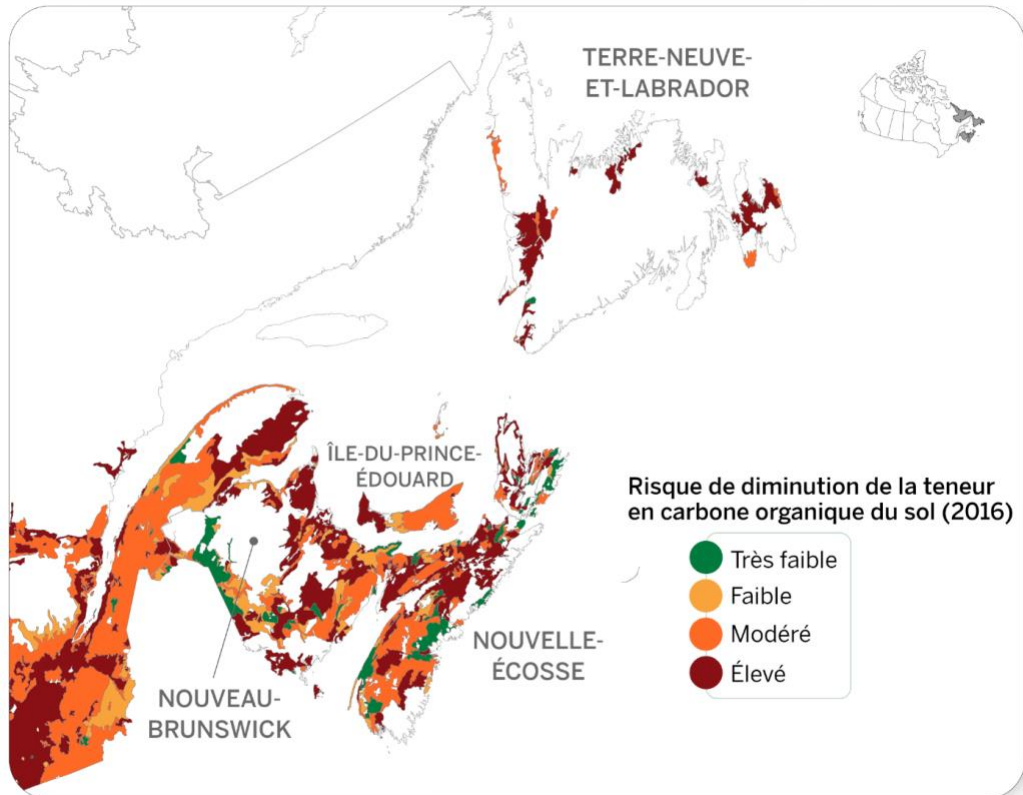 TERRE-NEUVE-
ET-LABRADOR
ÎLE-DU-PRINCE-
ÉDOUARD
Risque de diminution de la teneur
en carbone organique du sol (2016)
Très faible
Faible
Modéré
Élevé
NOUVELLE-
ÉCOSSE
NOUVEAU-
BRUNSWICK